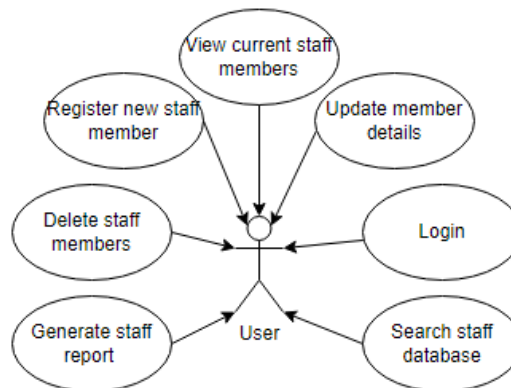 View current staff
members
Register new staff
member
Update member
details
Delete staff
members
Login
Generate staff
report
User
Search staff
database